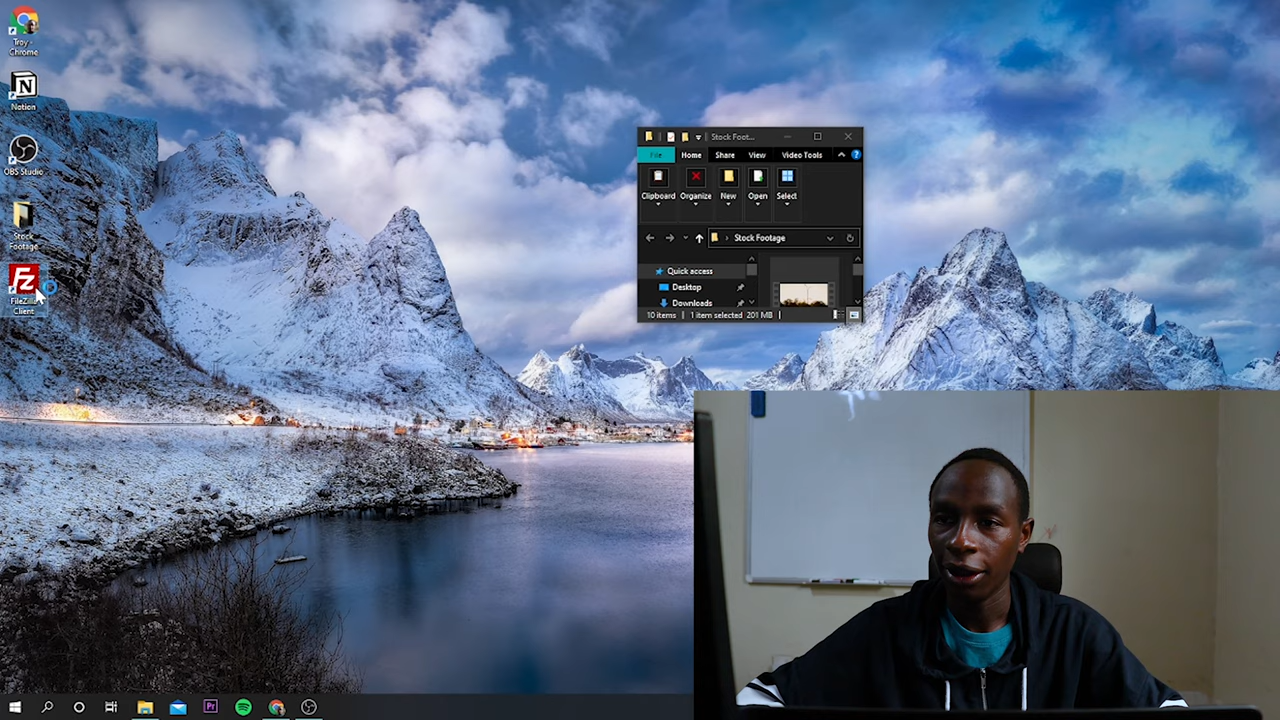 Troy -
Chrome
Notion
OBS Studio
Stock
Footage
FileZilla
Client
Stock Foot...
File Home Share View Video Tools
Clipboard Organize New Open Select
Stock Footage
Quick access
Desktop
Downloads
10 items 1 item selected 201 MB
Pr